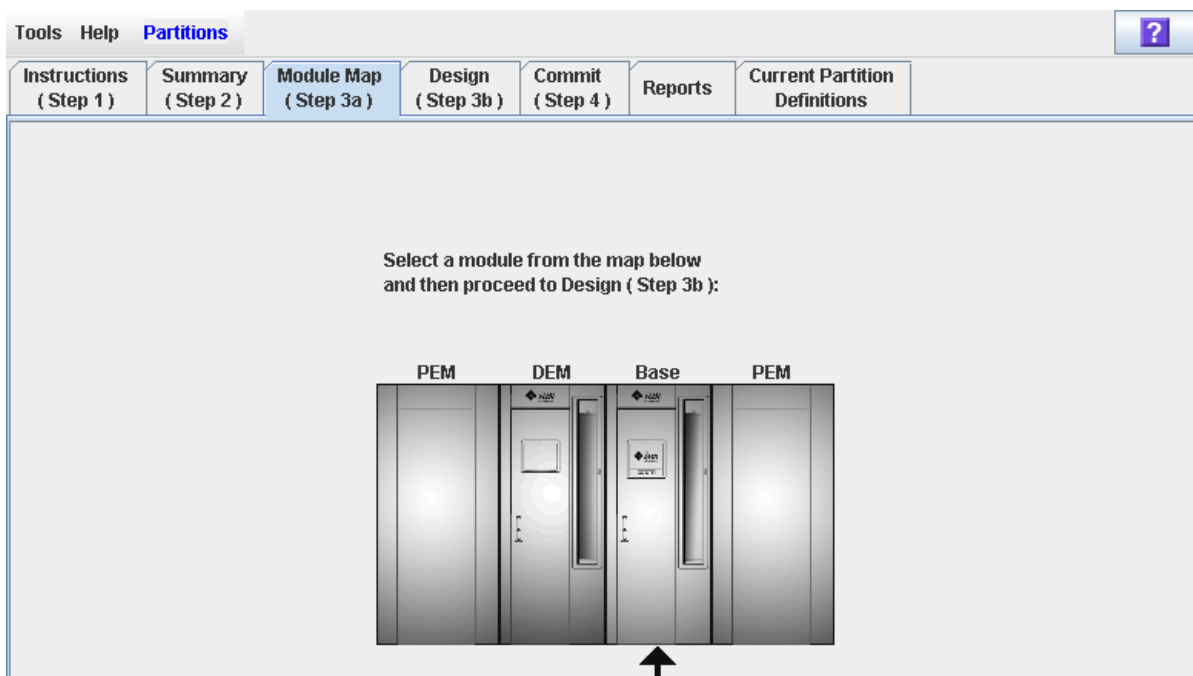 Tools Help Partitions
?
Instructions
( Step 1 )
Summary
( Step 2 )
Module Map
( Step 3a )
Design
( Step 3b )
Commit
( Step 4 )
Reports
Current Partition
Definitions
Select a module from the map below
and then proceed to Design ( Step 3b ):
PEM DEM Base PEM